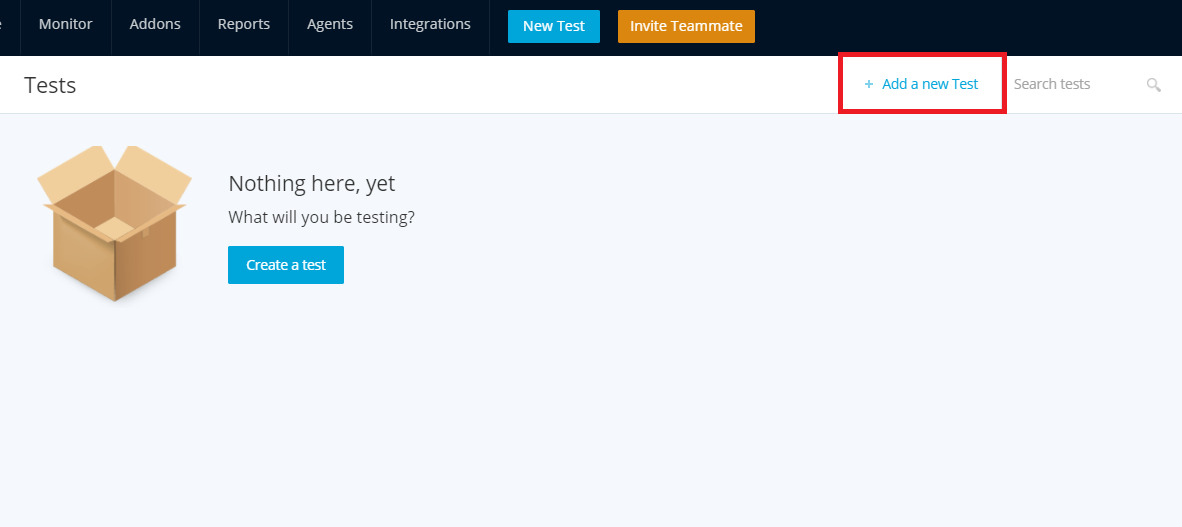 Monitor Addons Reports Agents Integrations New Test Invite Teammate
Tests + Add a new Test Search tests
Nothing here, yet
What will you be testing?
Create a test